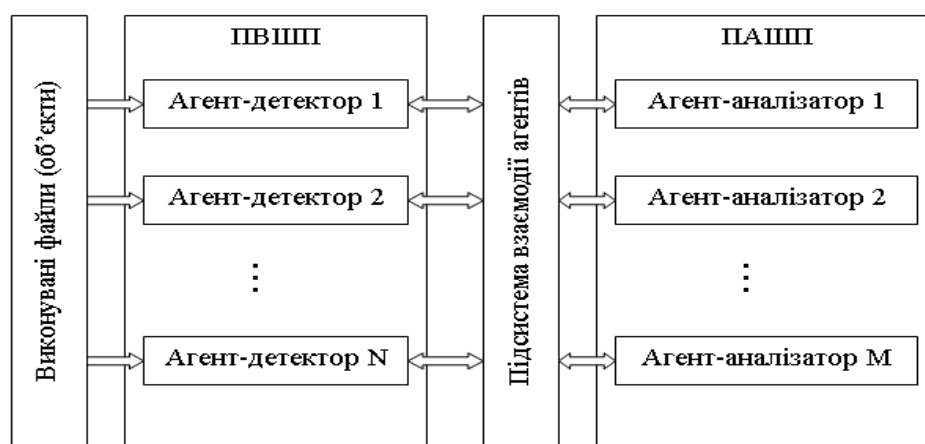 Виконувані файли (об’єкти)
ПВШП
Агент-детектор 1
Агент-детектор 2
...
Агент-детектор N
Підсистема взаємодії агентів
ПАШП
Агент-аналізатор 1
Агент-аналізатор 2
...
Агент-аналізатор M